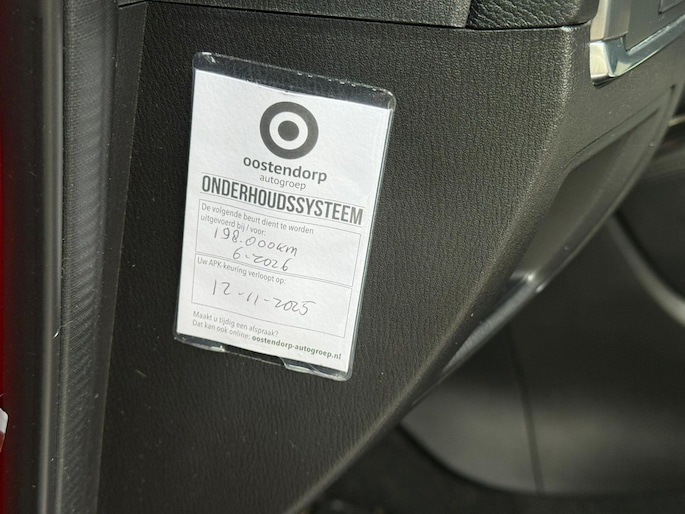 oostendorp
autogroep
ONDERHOUDSSYSTEEM
De volgende beurt dient te worden
uitgevoerd bij / voor:
198.000km
6-2026
Uw APK-keuring verloopt op:
12-11-2025
Maakt u tijdig een afspraak?
Dat kan ook online: oostendorp-autogroep.nl